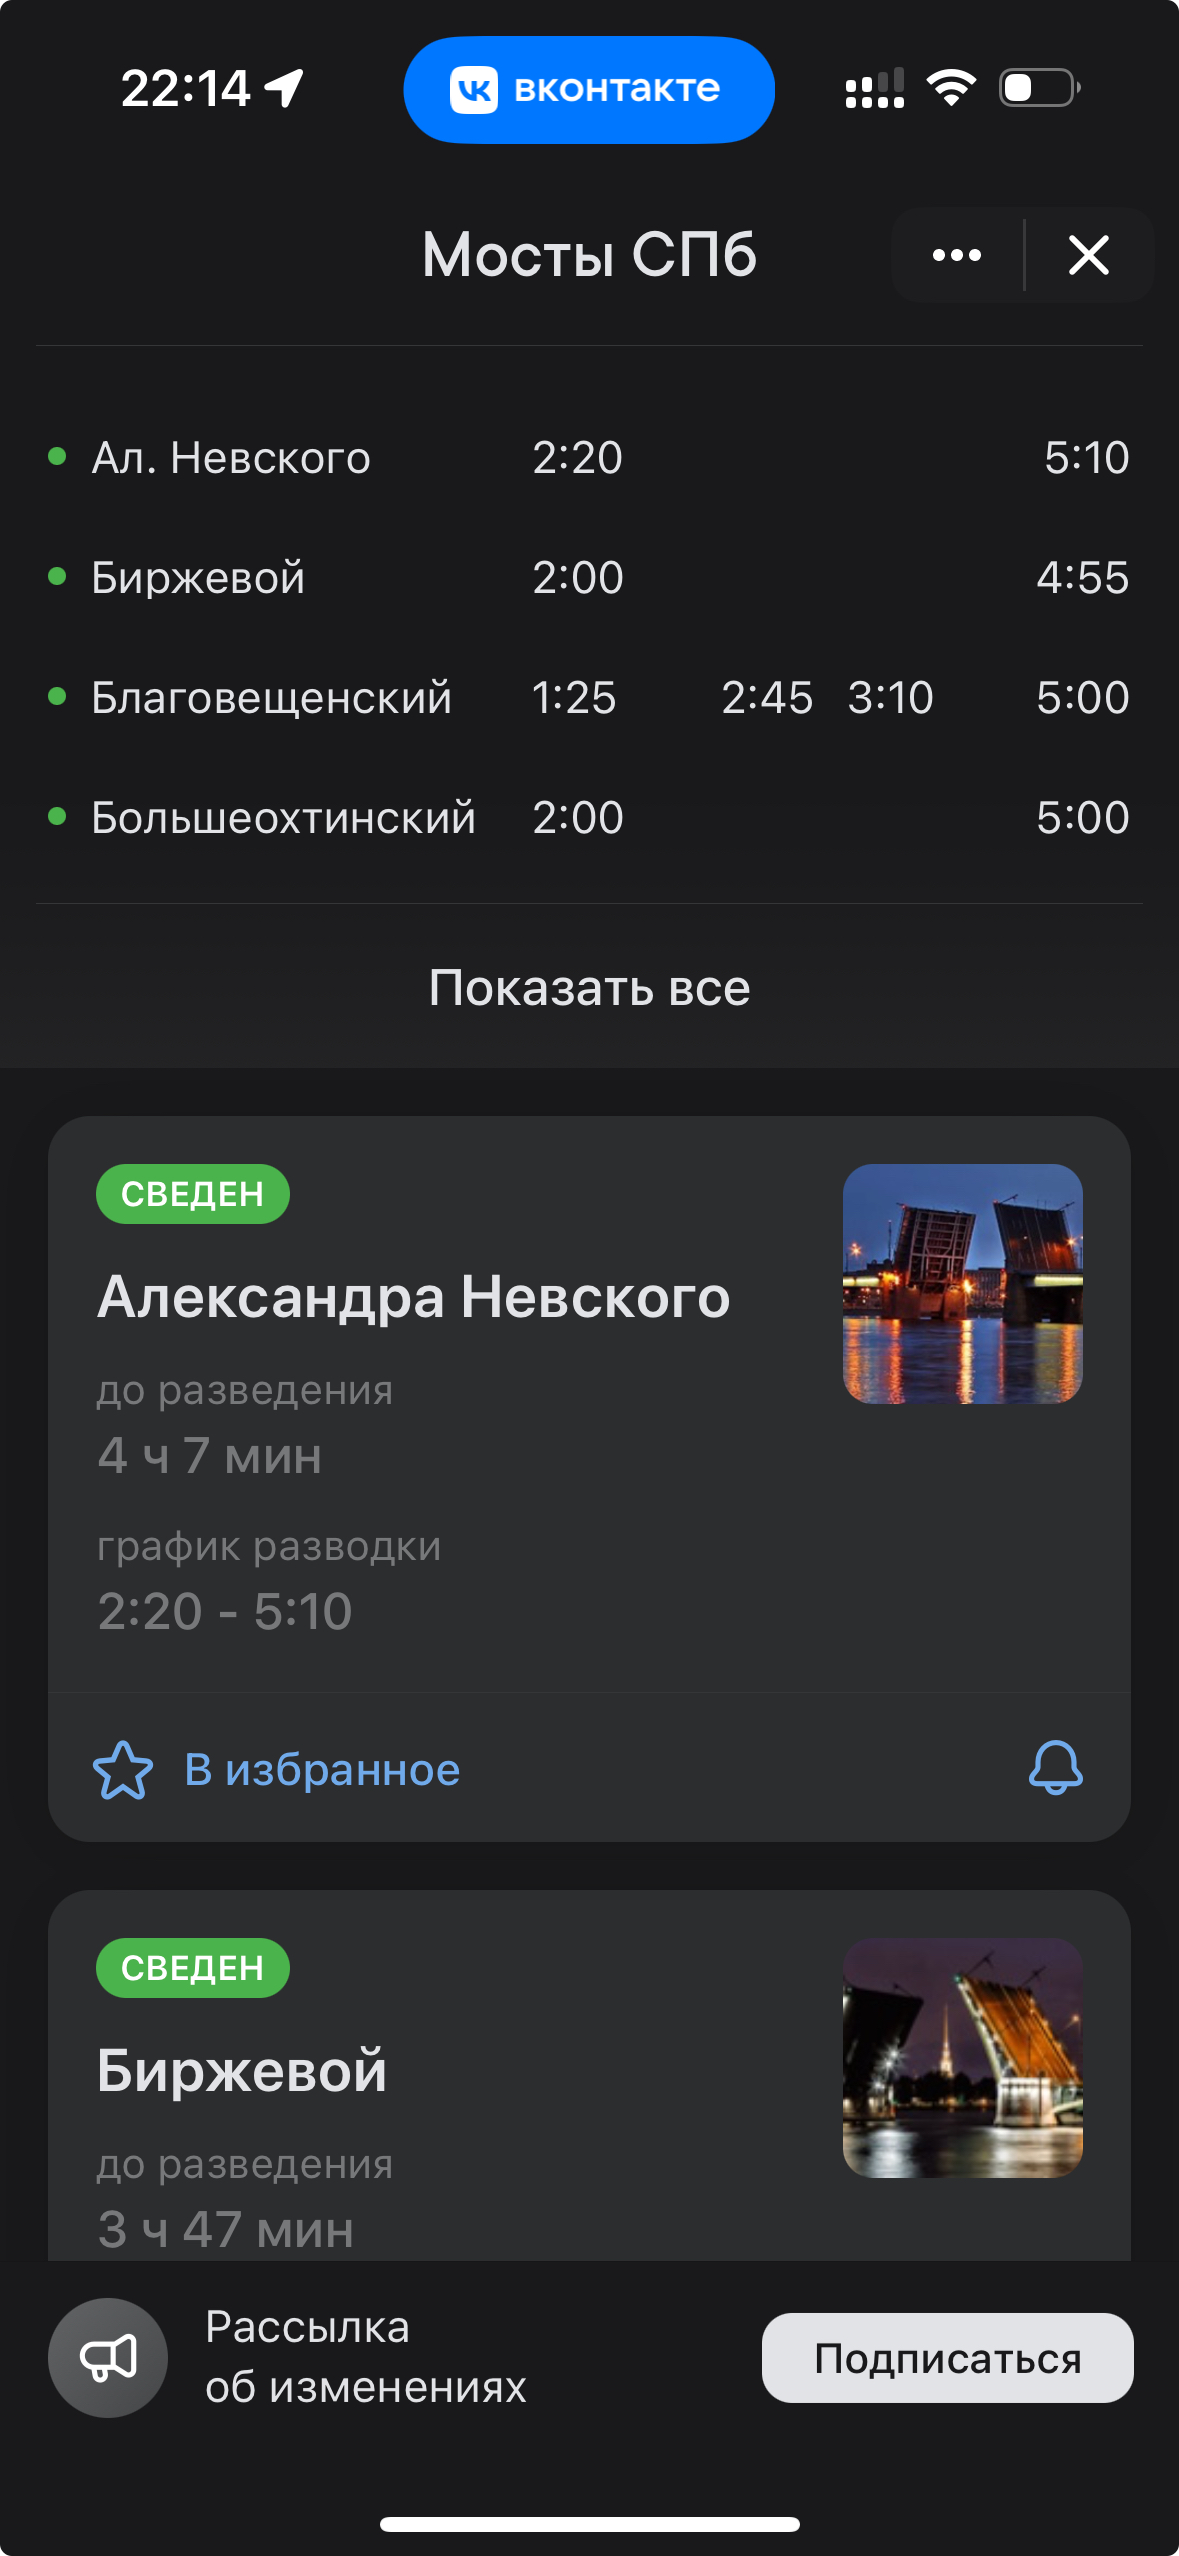 22:14
вконтакте
Мосты СПб
Ал. Невского 2:20 5:10
Биржевой 2:00 4:55
Благовещенский 1:25 2:45 3:10 5:00
Большеохтинский 2:00 5:00
Показать все
СВЕДЕН
Александра Невского
до разведения
4 ч 7 мин
график разводки
2:20 - 5:10
В избранное
СВЕДЕН
Биржевой
до разведения
3 ч 47 мин
Рассылка
об изменениях
Подписаться